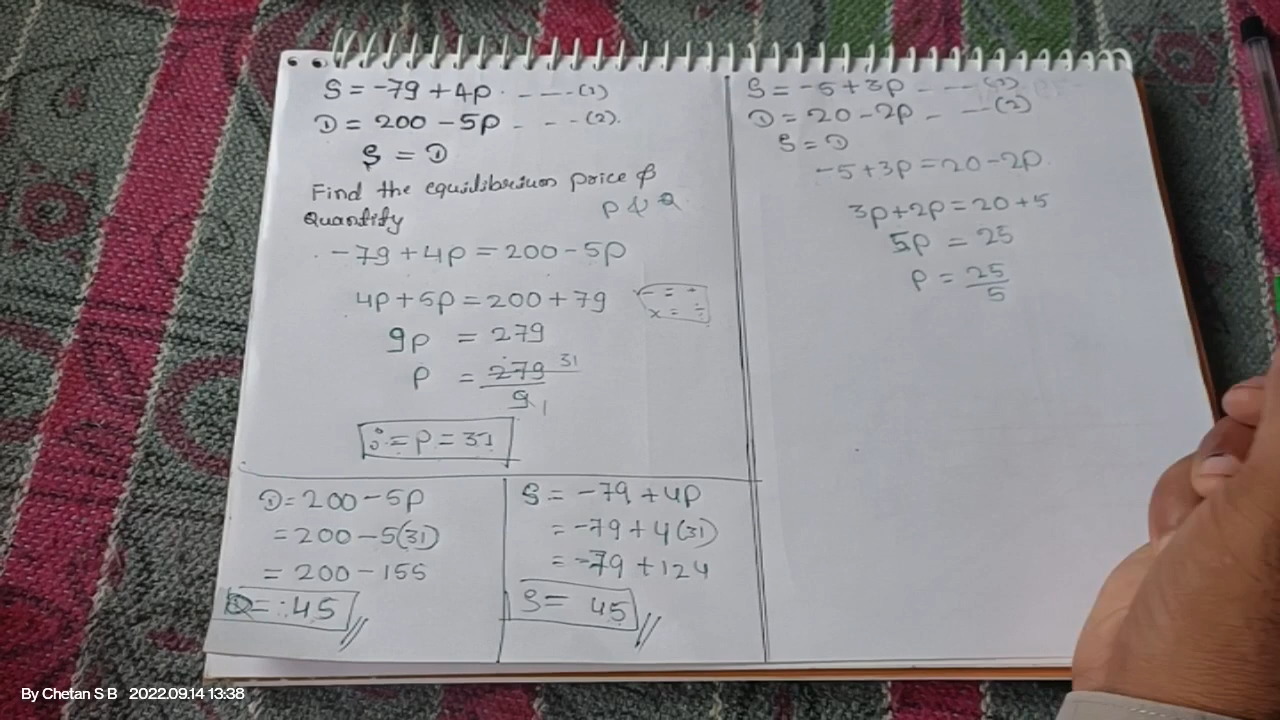 S = -79 + 4P - - - - (1)
D = 200 - 5P - - - (2).
S = D
Find the equilibrium price &
Quantity P & Q
-79 + 4P = 200 - 5P
4P + 5P = 200 + 79
- = +
x = ÷
9P = 279
P = 279 31
9 1
∴ = P = 31
D = 200 - 5P
= 200 - 5(31)
= 200 - 155
D = 45
S = -79 + 4P
= -79 + 4(31)
= -79 + 124
S = 45
S = -5 + 3P - - - - (1)
D = 20 - 2P - - - (2)
S = D
-5 + 3P = 20 - 2P
3P + 2P = 20 + 5
5P = 25
P = 25
5
By Chetan S B 2022.09.14 13:38